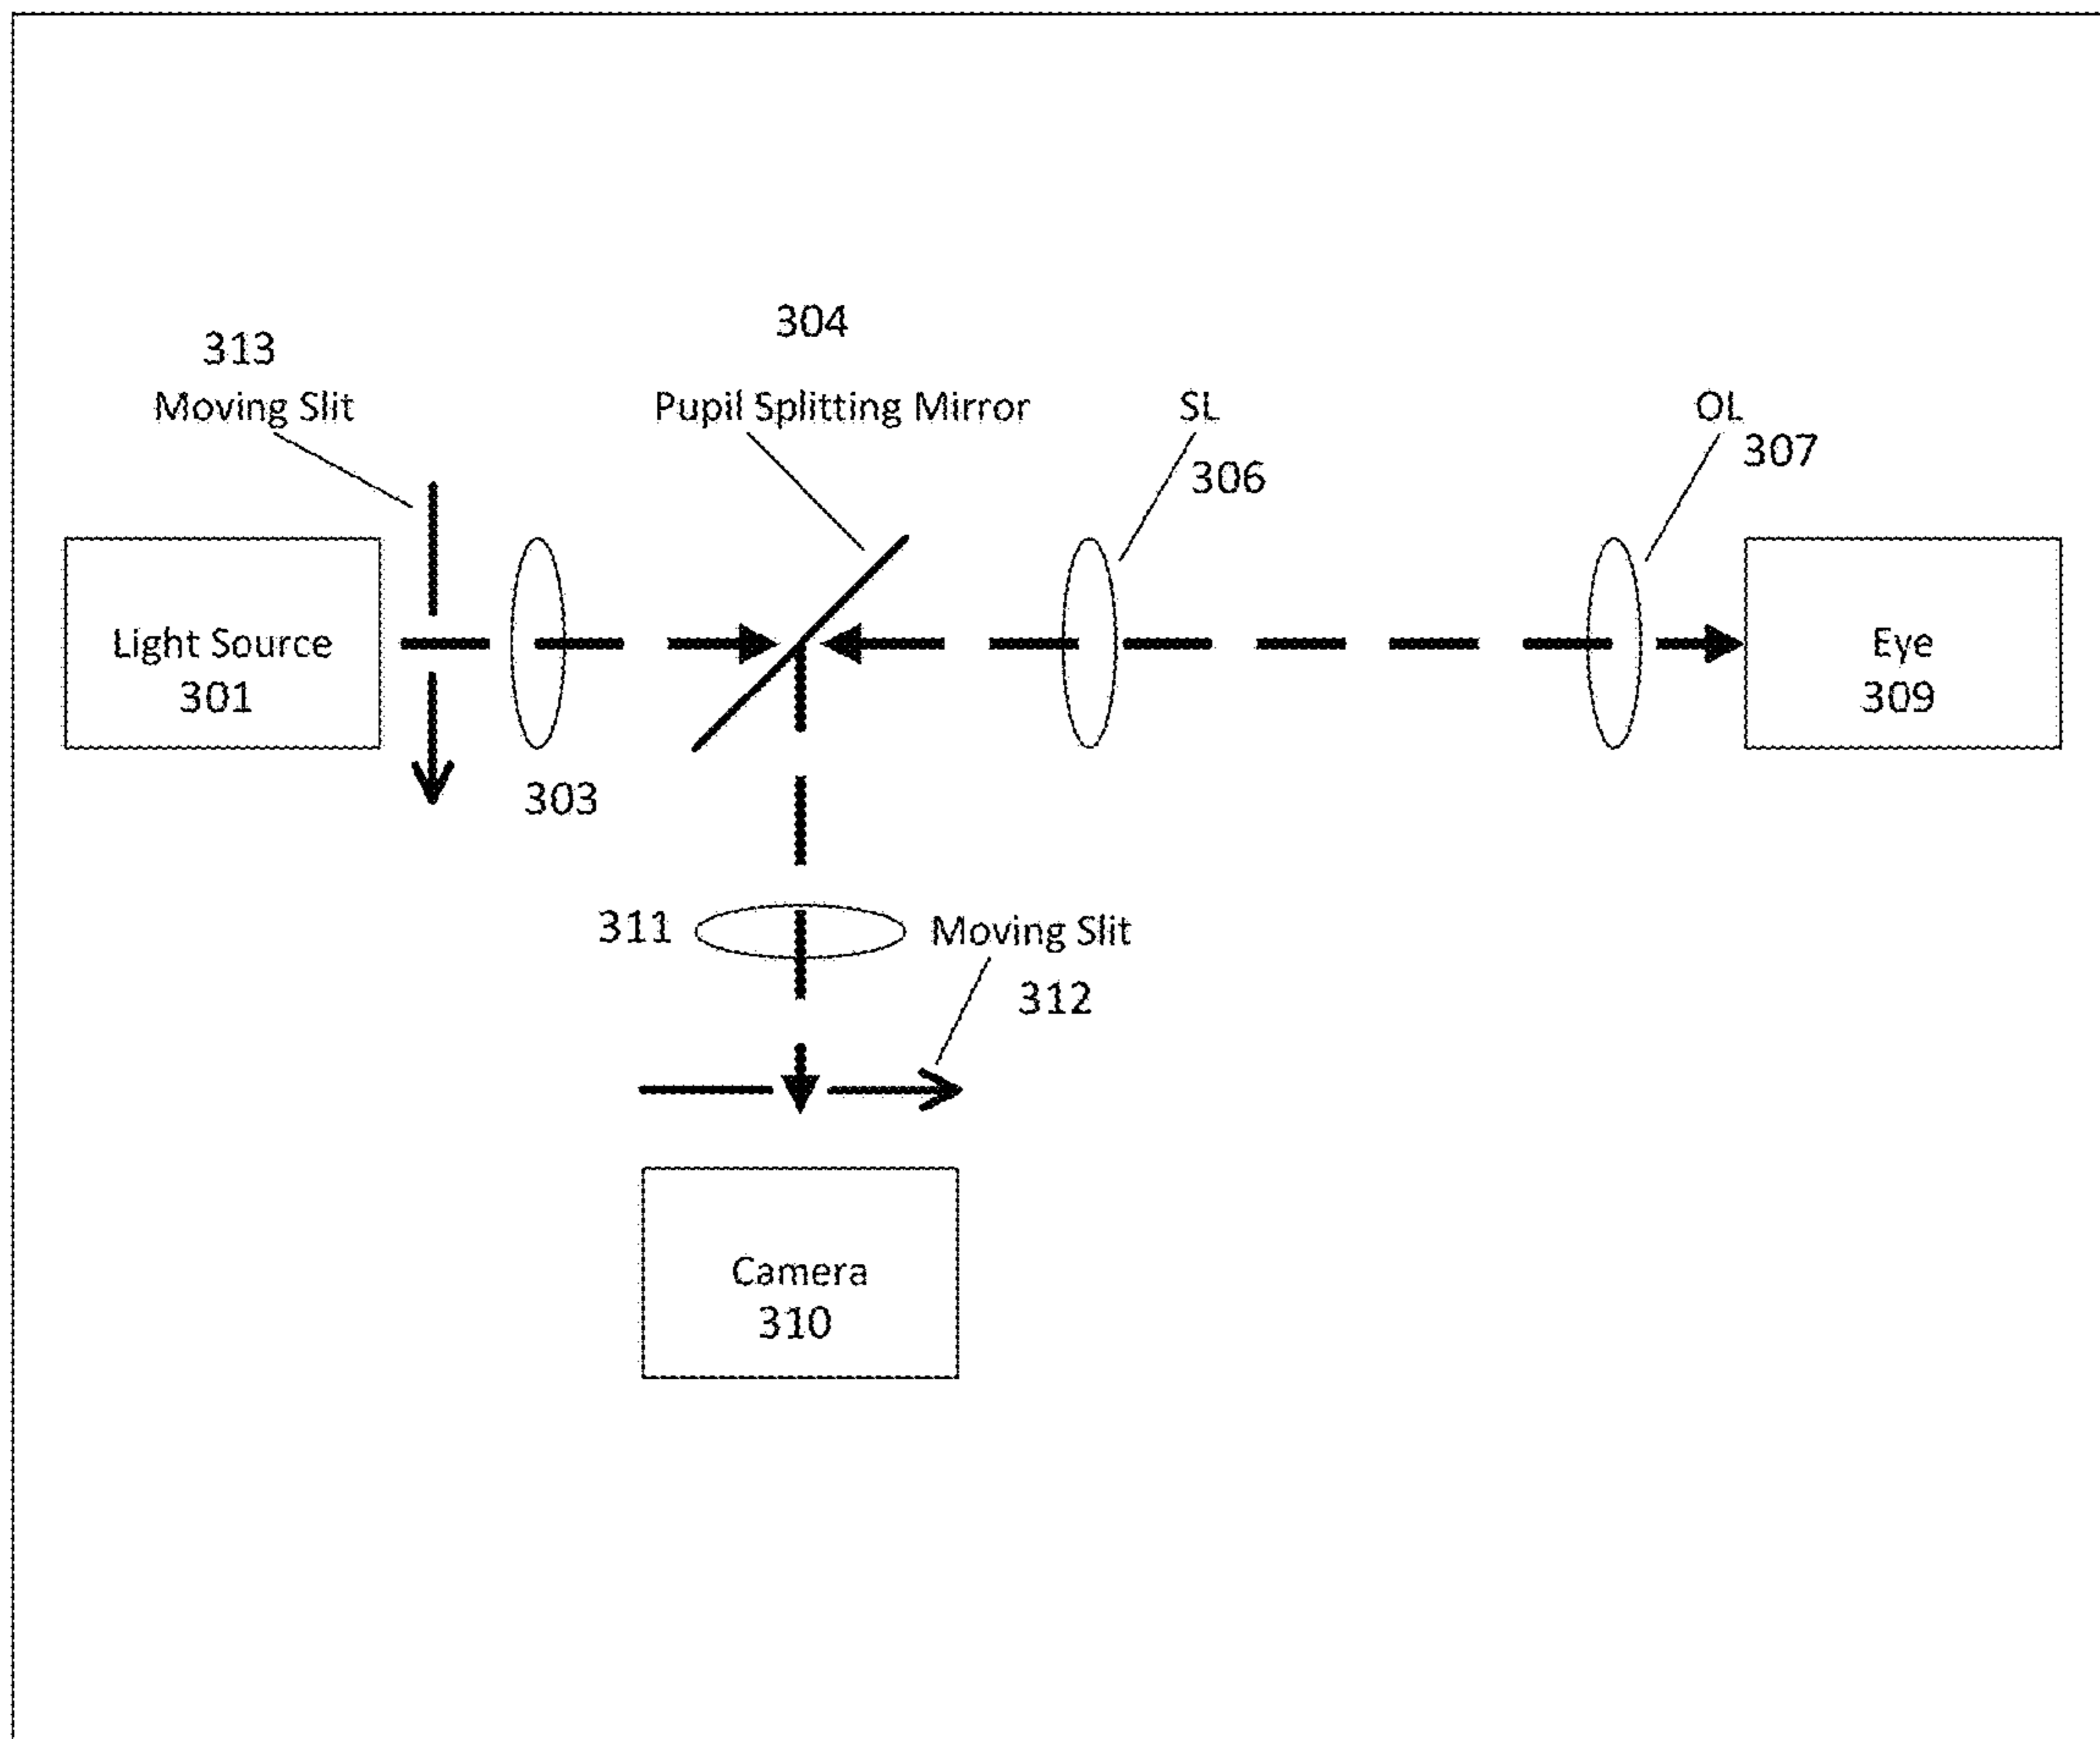 304
313
Moving Slit
Pupil Splitting Mirror
SL
306
OL
307
Light Source
301
Eye
309
303
311
Moving Slit
312
Camera
310